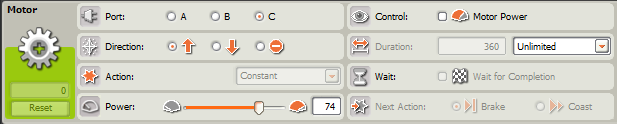 Motor
0
Reset
Port: A B C
Direction:
Action: Constant
Power: 74
Control: Motor Power
Duration: 360 Unlimited
Wait: Wait for Completion
Next Action: Brake Coast